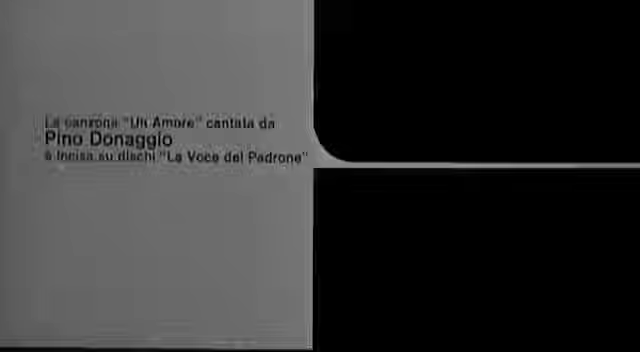 La canzone "Un Amore" cantata da
Pino Donaggio
è incisa su dischi "La Voce del Padrone"